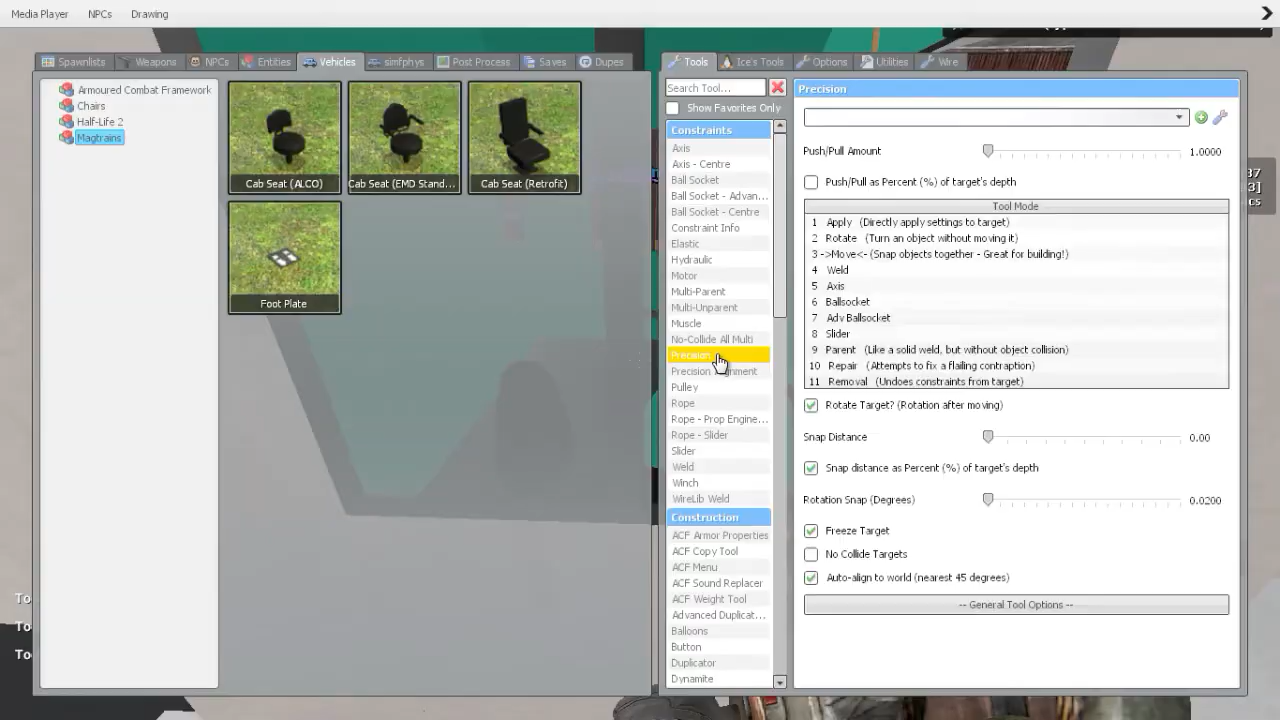 Media Player NPCs Drawing
Spawnlists Weapons NPCs Entities Vehicles simfphys Post Process Saves Dupes
Armoured Combat Framework
Chairs
Half-Life 2
Magtrains
Cab Seat (ALCO) Cab Seat (EMD Stand... Cab Seat (Retrofit)
Foot Plate
Tools Ice's Tools Options Utilities Wire
Search Tool...
Show Favorites Only
Constraints
Axis
Axis - Centre
Ball Socket
Ball Socket - Advan...
Ball Socket - Centre
Constraint Info
Elastic
Hydraulic
Motor
Multi-Parent
Multi-Unparent
Muscle
No-Collide All Multi
Precision
Precision
Pulley
Rope
Rope - Prop Engine...
Rope - Slider
Slider
Weld
Winch
WireLib Weld
Construction
ACF Armor Properties
ACF Copy Tool
ACF Menu
ACF Sound Replacer
ACF Weight Tool
Advanced Duplicat...
Balloons
Button
Duplicator
Dynamite
Precision
Push/Pull Amount 1.0000
Push/Pull as Percent (%) of target's depth
Tool Mode
1 Apply (Directly apply settings to target)
2 Rotate (Turn an object without moving it)
3 ->Move<- (Snap objects together - Great for building!)
4 Weld
5 Axis
6 Ballsocket
7 Adv Ballsocket
8 Slider
9 Parent (Like a solid weld, but without object collision)
10 Repair (Attempts to fix a flailing contraption)
11 Removal (Undoes constraints from target)
Rotate Target? (Rotation after moving)
Snap Distance 0.00
Snap distance as Percent (%) of target's depth
Rotation Snap (Degrees) 0.0200
Freeze Target
No Collide Targets
Auto-align to world (nearest 45 degrees)
-- General Tool Options --
37
3]
cs
To
To
To